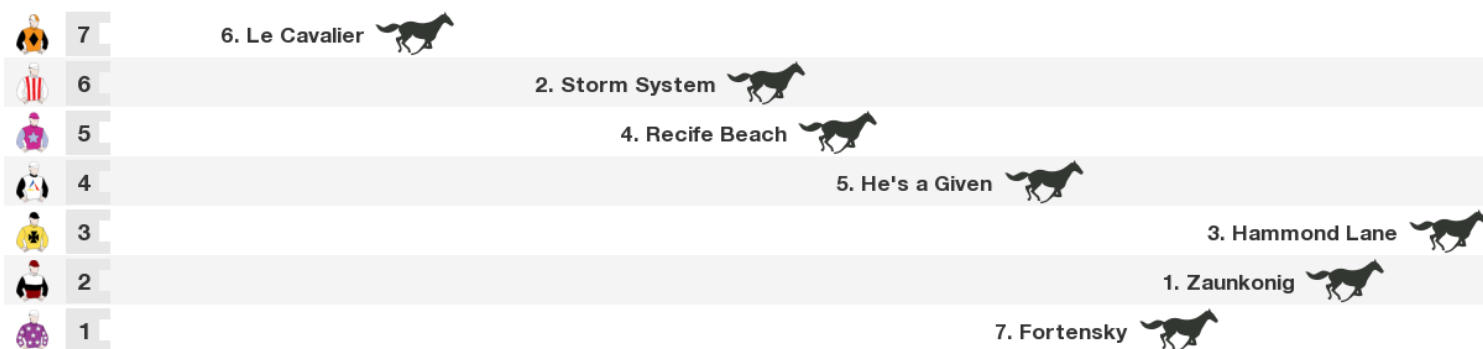 7 6. Le Cavalier
6 2. Storm System
5 4. Recife Beach
4 5. He's a Given
3 3. Hammond Lane
2 1. Zaunkonig
1 7. Fortensky